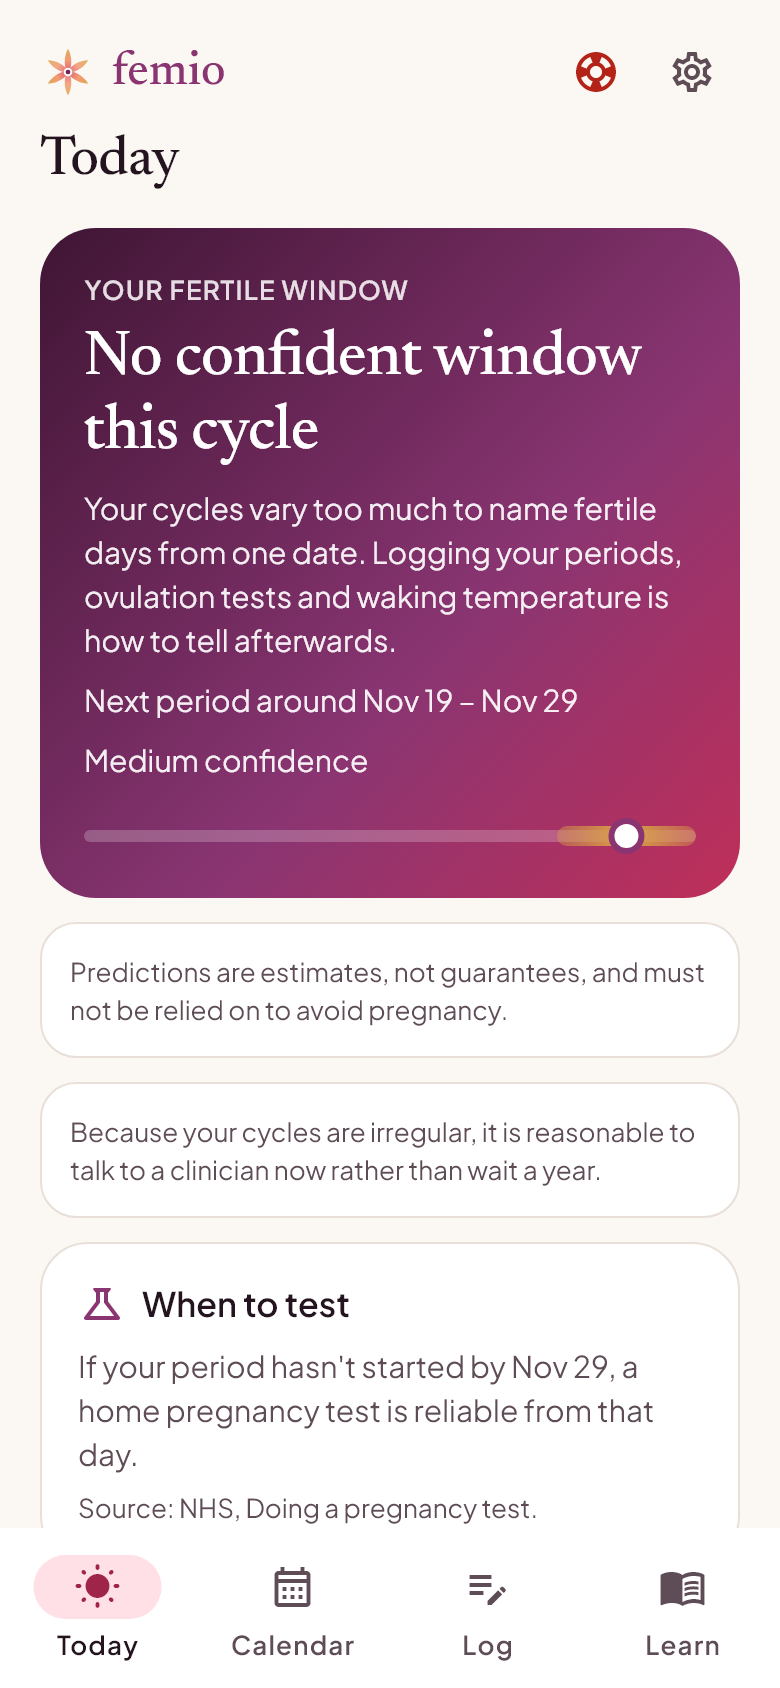 femio
Today
YOUR FERTILE WINDOW
No confident window
this cycle
Your cycles vary too much to name fertile
days from one date. Logging your periods,
ovulation tests and waking temperature is
how to tell afterwards.
Next period around Nov 19 – Nov 29
Medium confidence
Predictions are estimates, not guarantees, and must
not be relied on to avoid pregnancy.
Because your cycles are irregular, it is reasonable to
talk to a clinician now rather than wait a year.
When to test
If your period hasn't started by Nov 29, a
home pregnancy test is reliable from that
day.
Source: NHS, Doing a pregnancy test.
Today
Calendar
Log
Learn